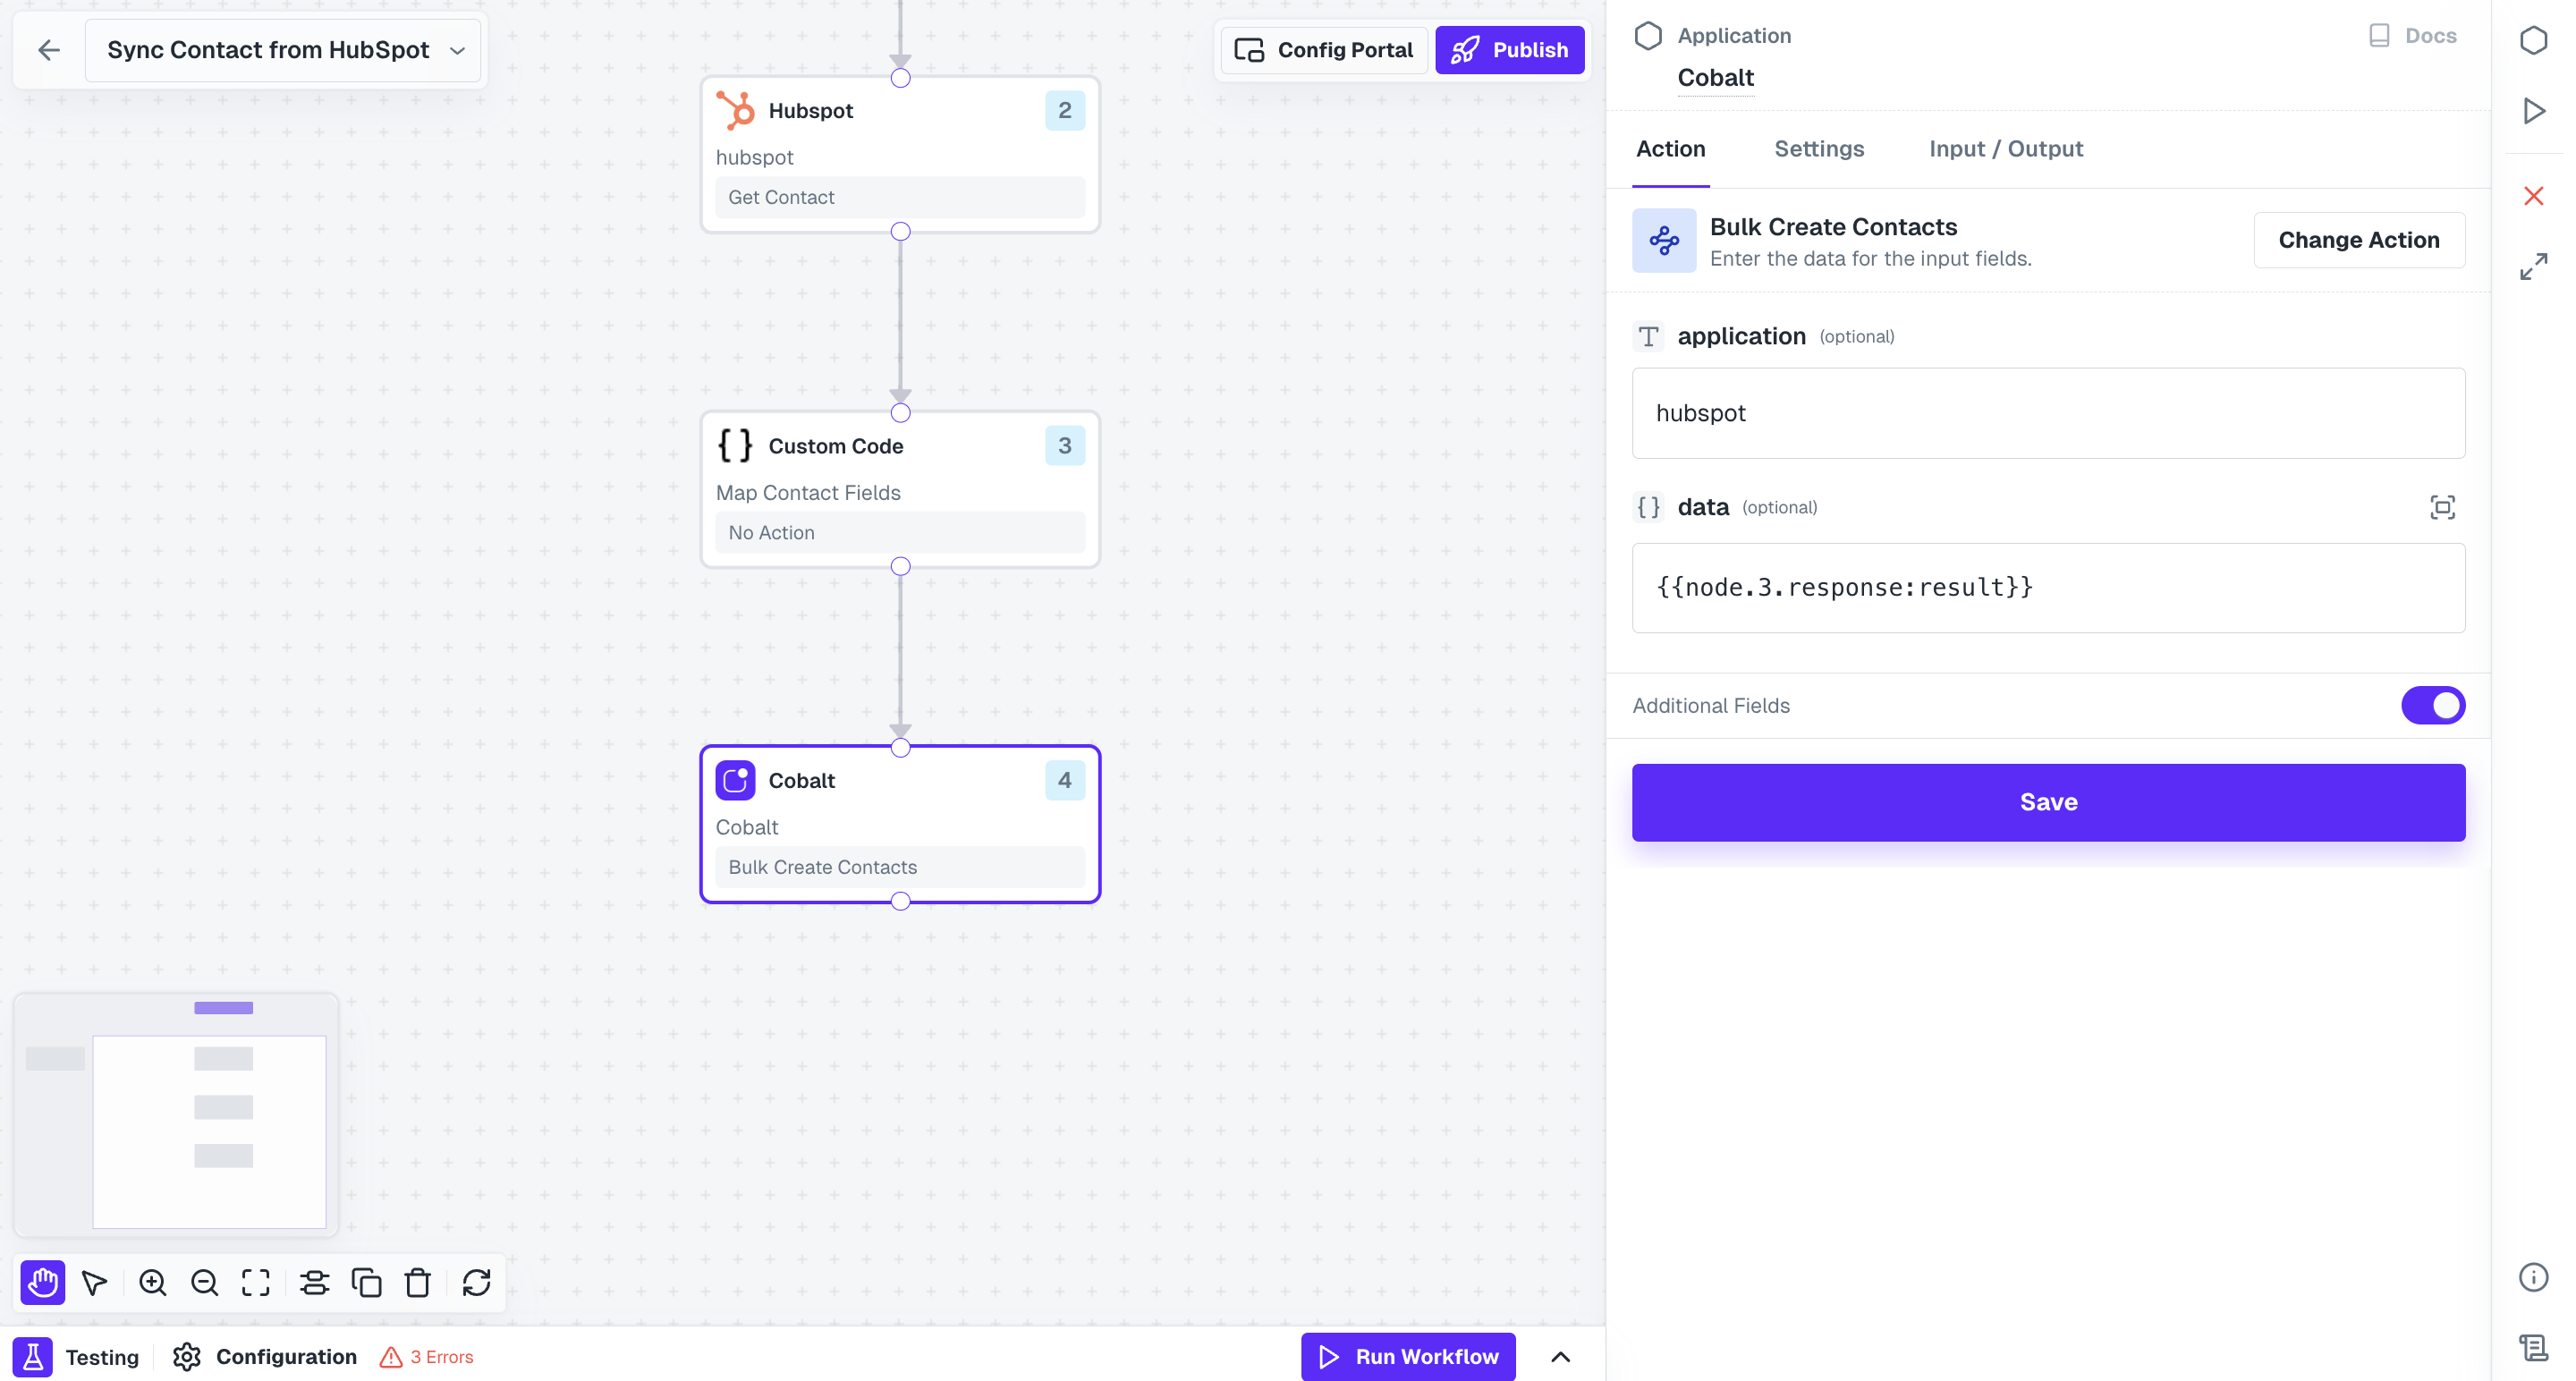 Sync Contact from HubSpot
Config Portal
Publish
Hubspot
2
hubspot
Get Contact
{ } Custom Code
3
Map Contact Fields
No Action
Cobalt
4
Cobalt
Bulk Create Contacts
Testing
Configuration
3 Errors
Run Workflow
Application
Docs
Cobalt
Action
Settings
Input / Output
Bulk Create Contacts
Enter the data for the input fields.
Change Action
T application (optional)
hubspot
{ } data (optional)
{{node.3.response:result}}
Additional Fields
Save